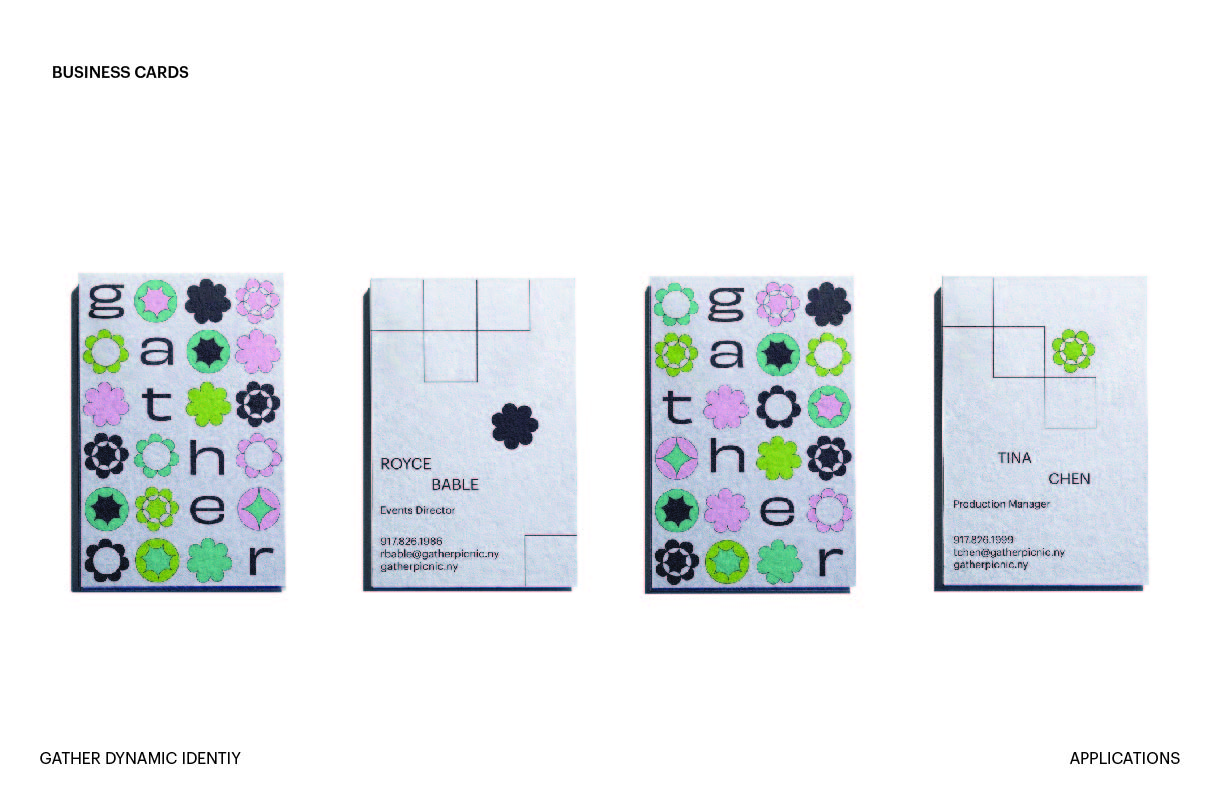 BUSINESS CARDS
g
a
t
h
e
r
ROYCE
BABLE
Events Director
917.826.1986
rbable@gatherpicnic.ny
gatherpicnic.ny
g
a
t
h
e
r
TINA
CHEN
Production Manager
917.826.1999
tchen@gatherpicnic.ny
gatherpicnic.ny
GATHER DYNAMIC IDENTIY
APPLICATIONS